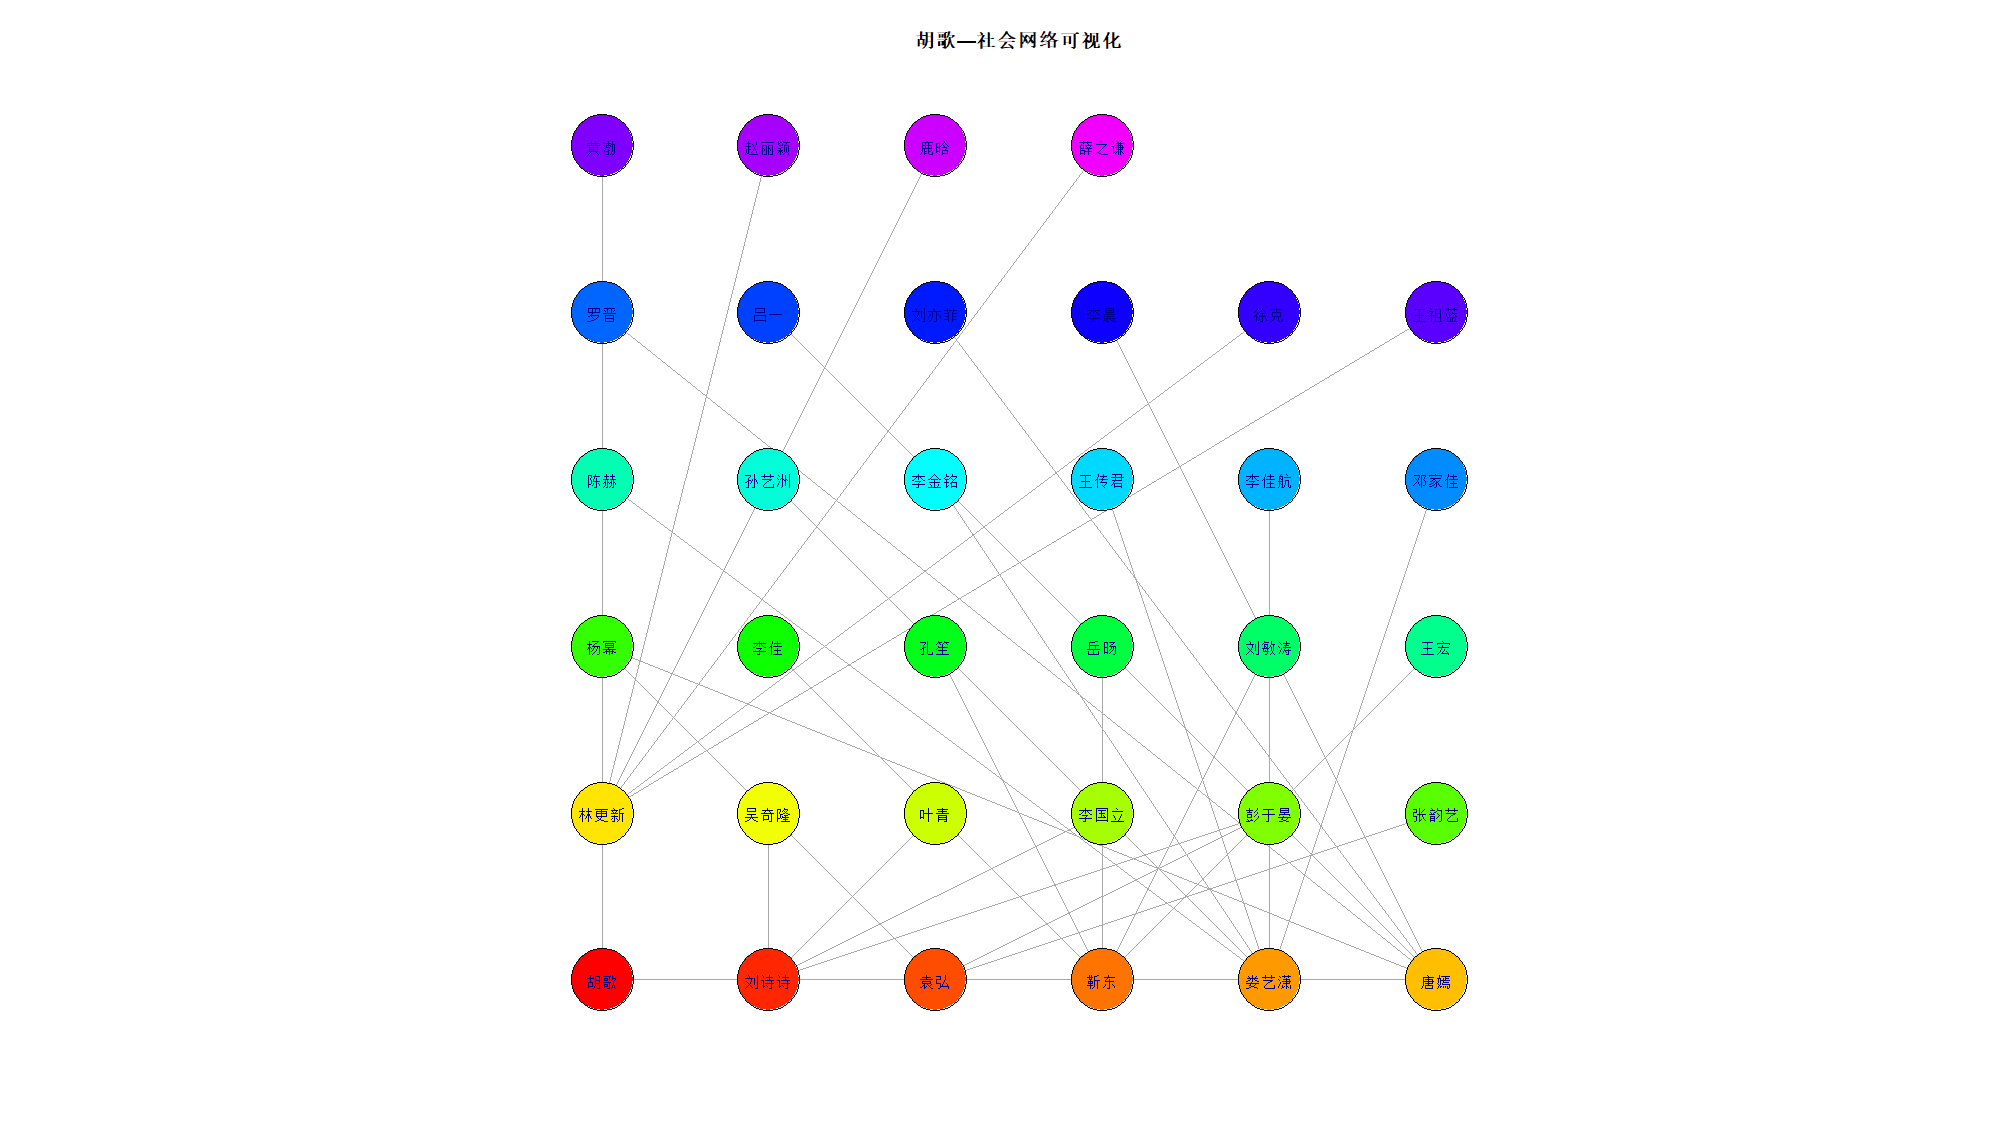 胡歌—社会网络可视化
黄渤 赵丽颖 鹿晗 薛之谦
罗晋 吕一 刘亦菲 李晨 徐克 王祖蓝
陈赫 孙艺洲 李金铭 王传君 李佳航 邓家佳
杨幂 李佳 孔笙 岳旸 刘敏涛 王宏
林更新 吴奇隆 叶青 李国立 彭于晏 张韵艺
胡歌 刘诗诗 袁弘 靳东 娄艺潇 唐嫣